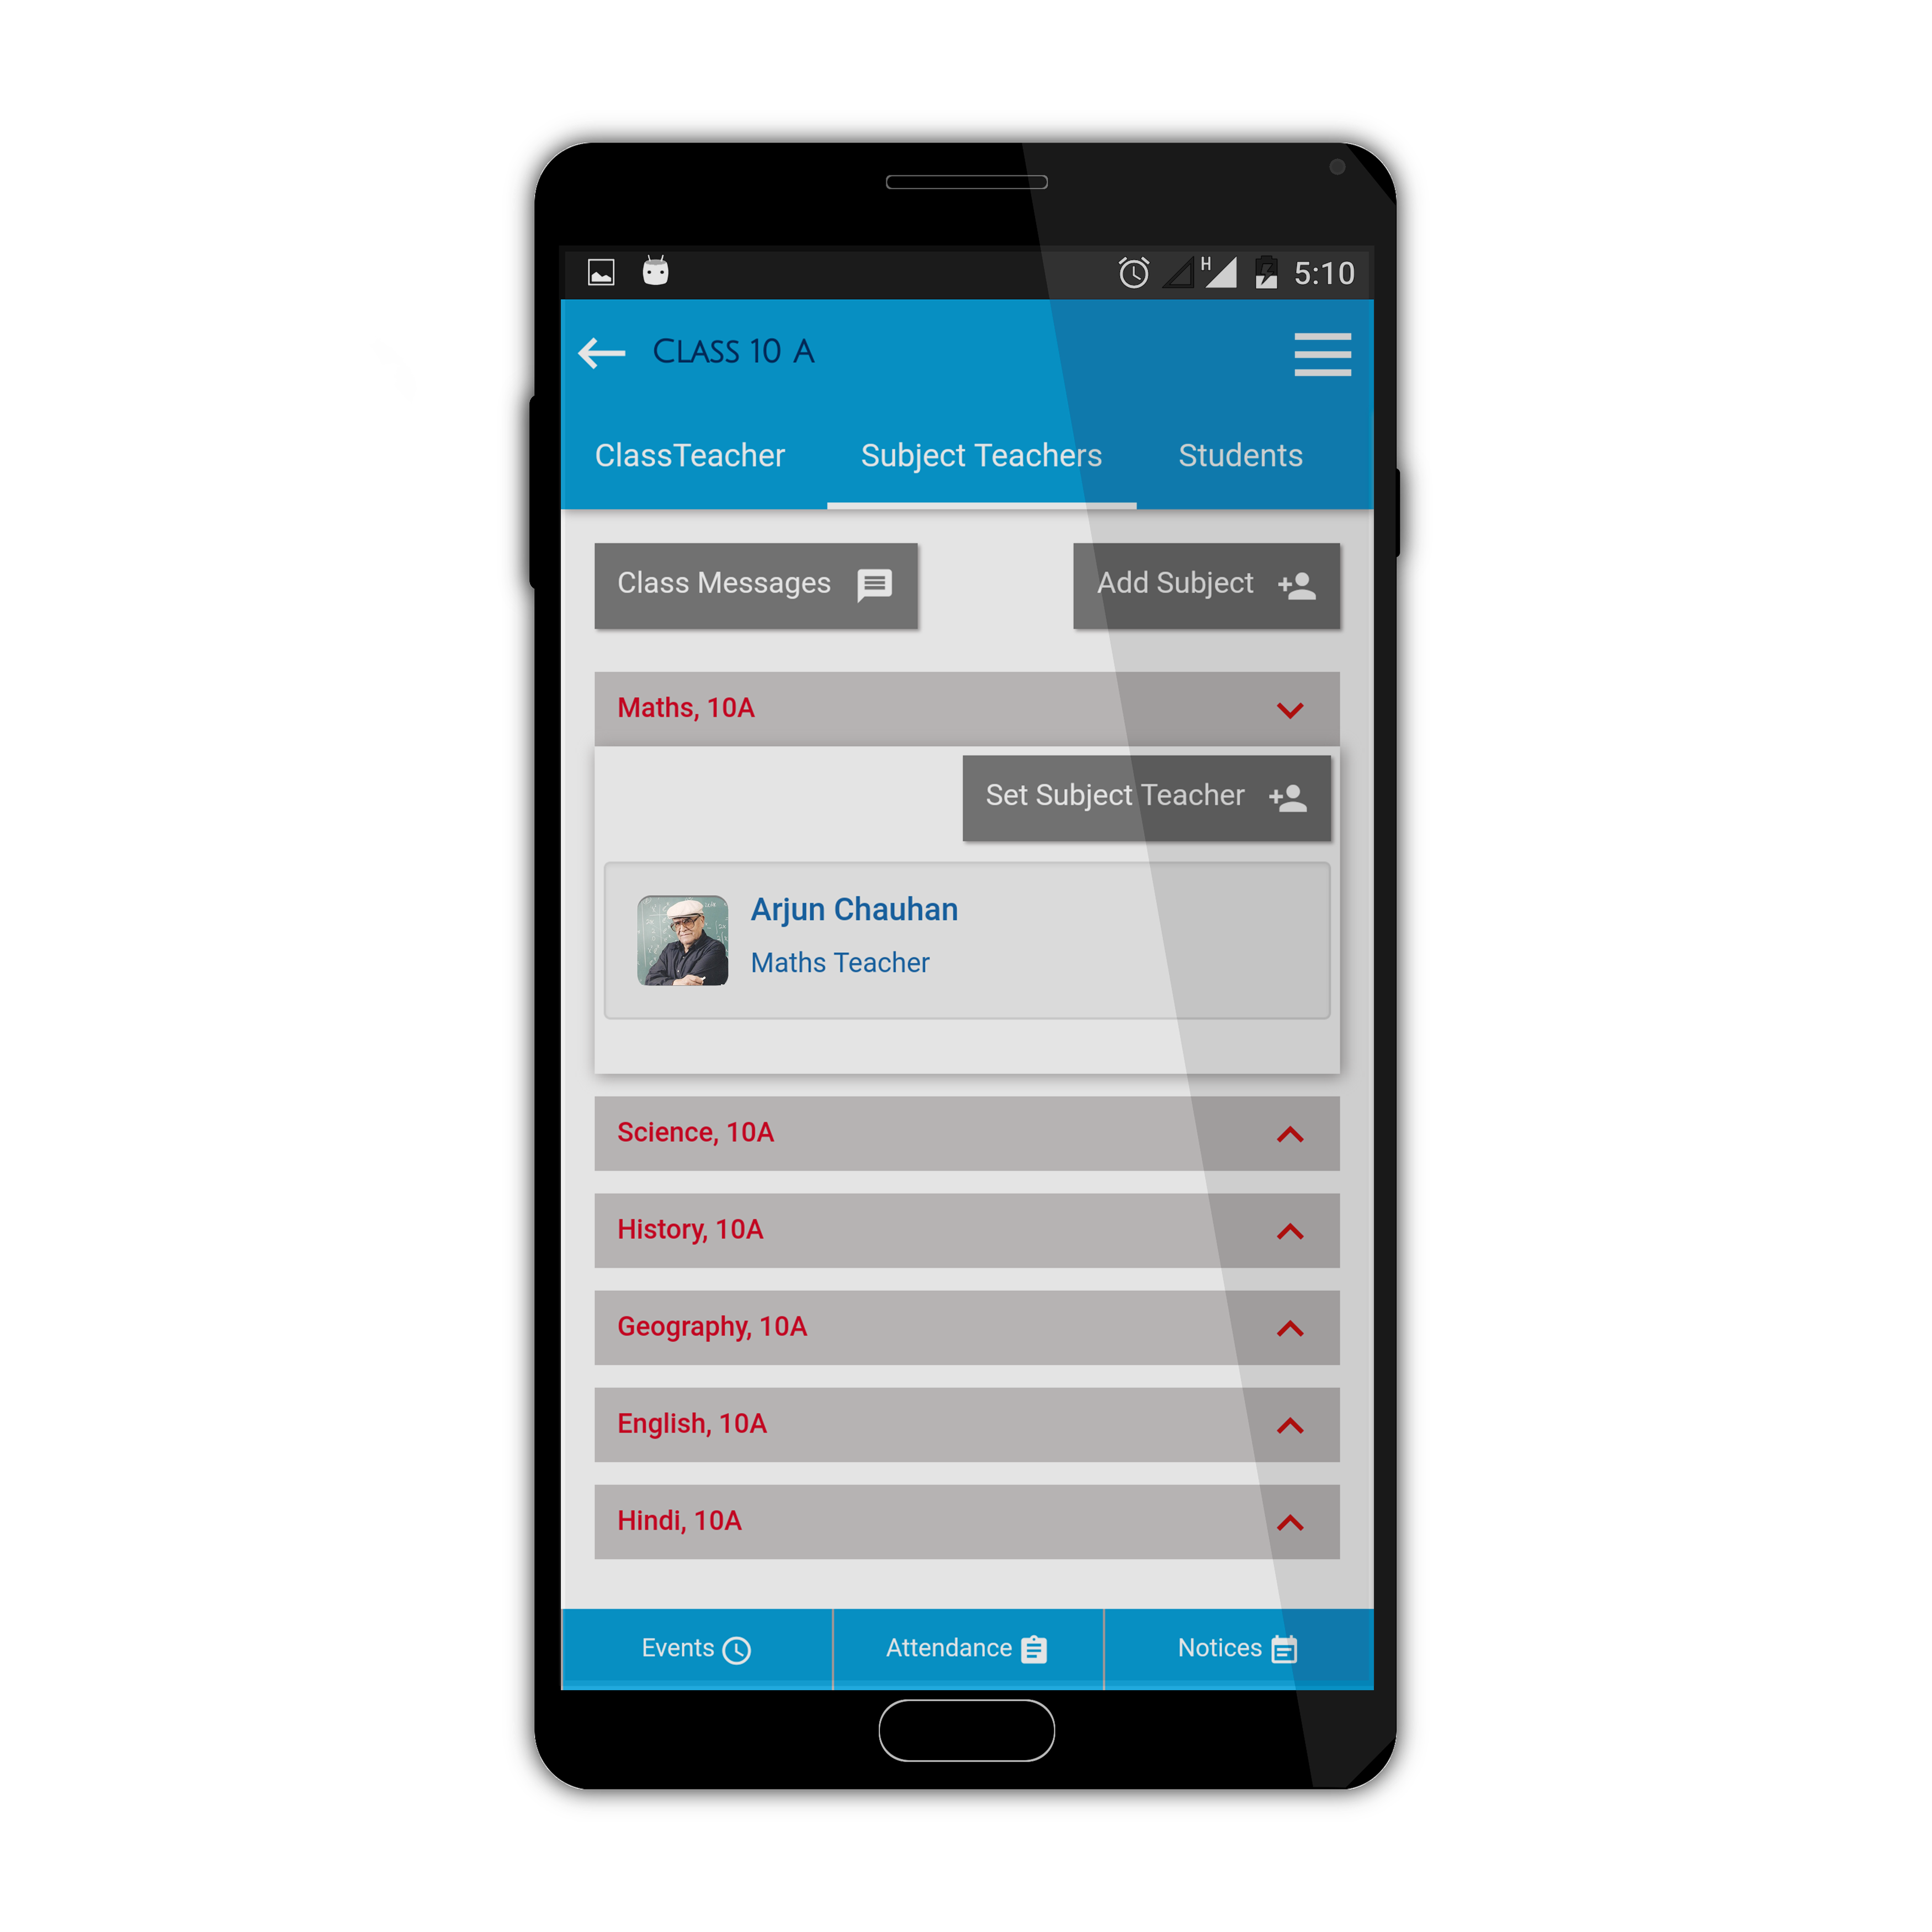 H 5:10
CLASS 10 A
ClassTeacher Subject Teachers Students
Class Messages Add Subject
Maths, 10A
Set Subject Teacher
Arjun Chauhan
Maths Teacher
Science, 10A
History, 10A
Geography, 10A
English, 10A
Hindi, 10A
Events Attendance Notices